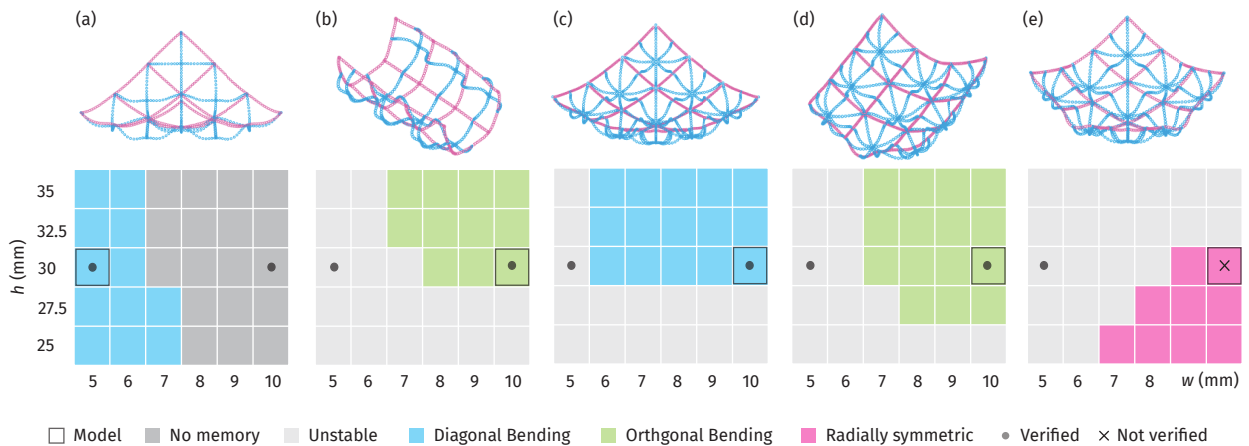 (a) (b) (c) (d) (e)
35
32.5
30
27.5
25
h (mm)
5 6 7 8 9 10 5 6 7 8 9 10 5 6 7 8 9 10 5 6 7 8 9 10 5 6 7 8 w (mm)
Model No memory Unstable Diagonal Bending Orthgonal Bending Radially symmetric Verified Not verified